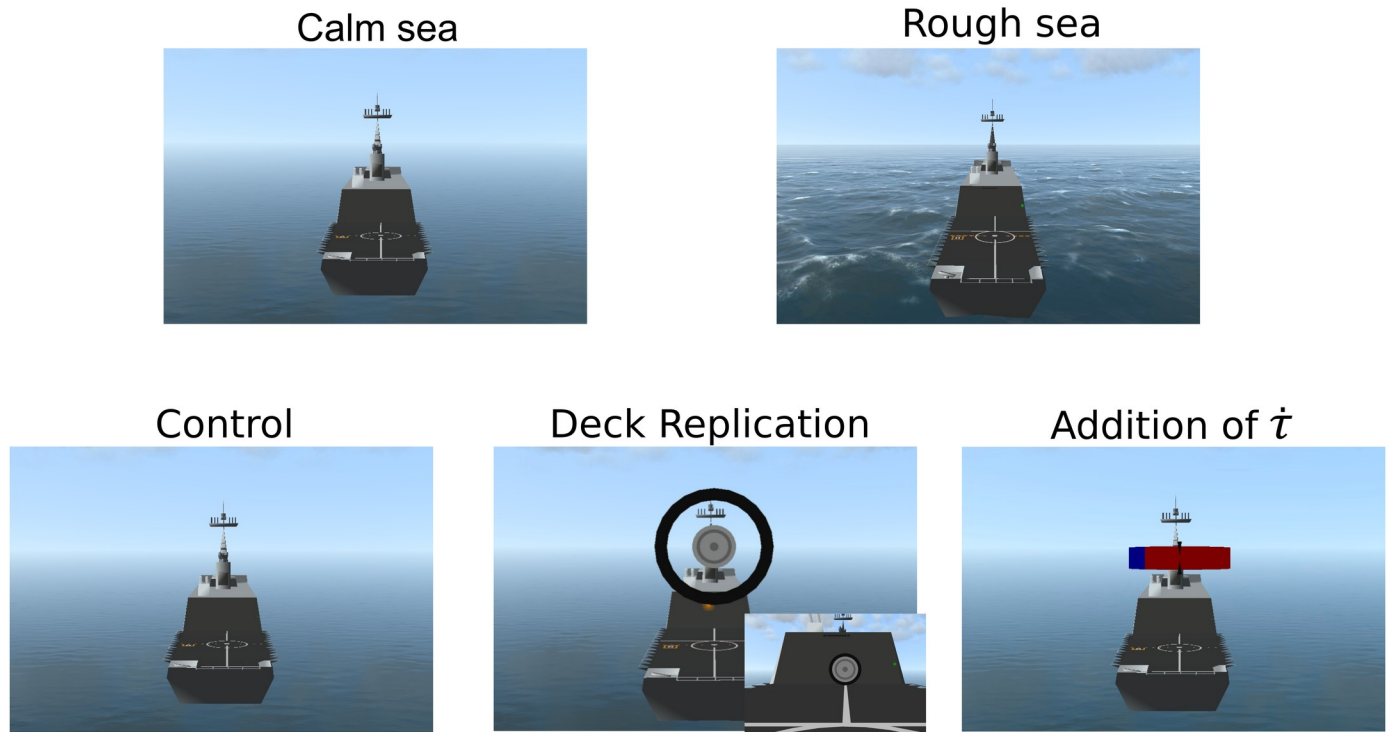 Calm sea
Rough sea
Control
Deck Replication
Addition of τ̇